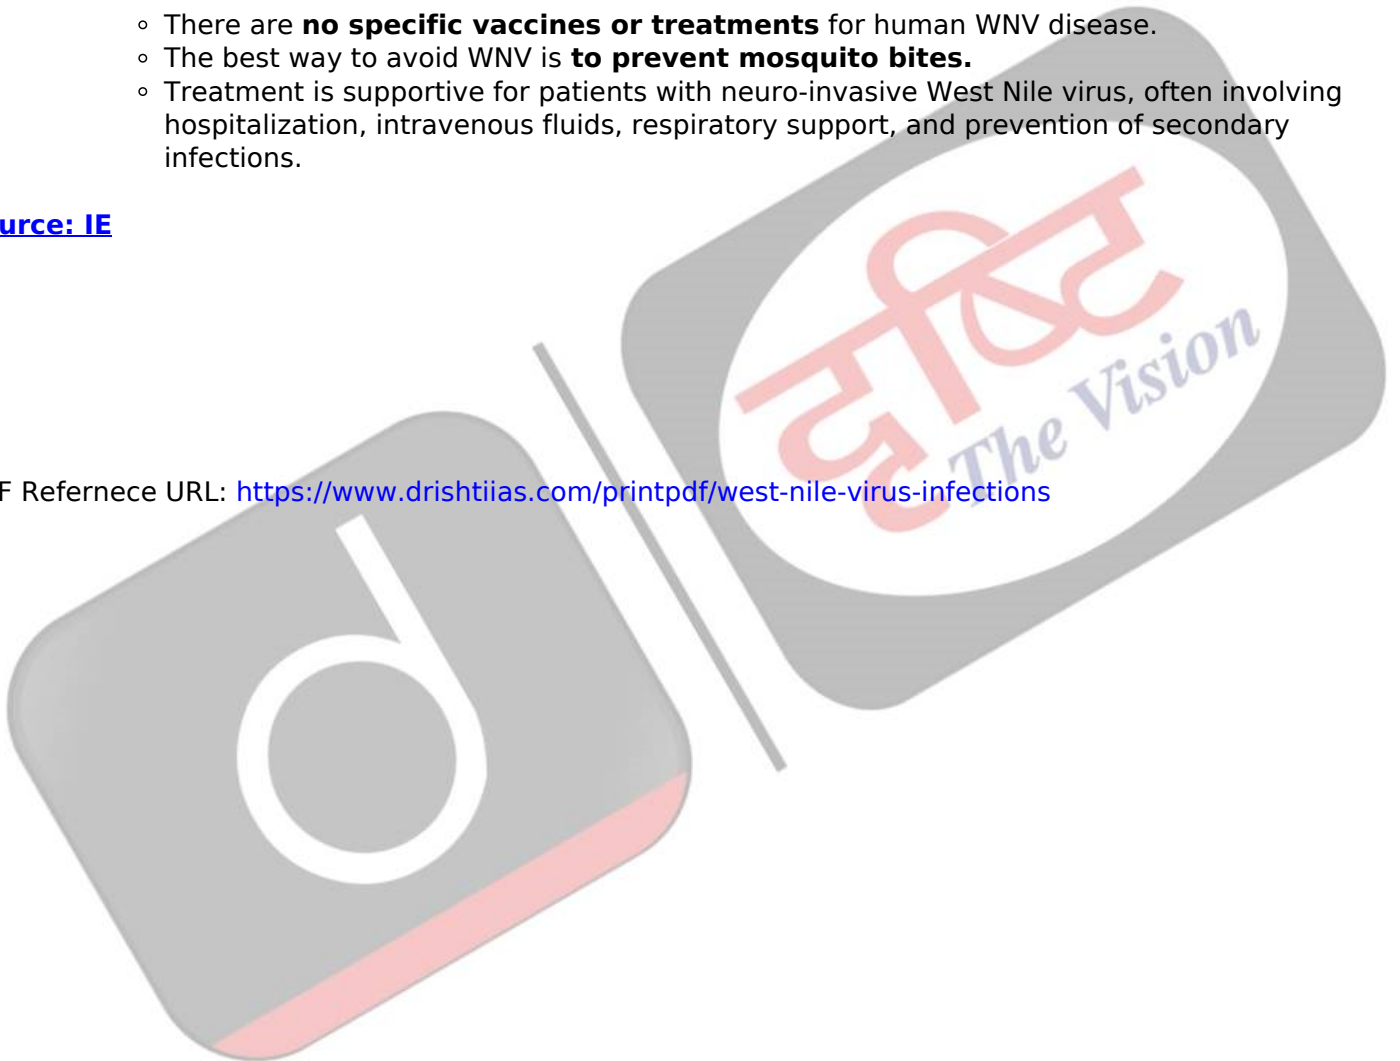 ◦ There are no specific vaccines or treatments for human WNV disease.
◦ The best way to avoid WNV is to prevent mosquito bites.
◦ Treatment is supportive for patients with neuro-invasive West Nile virus, often involving
hospitalization, intravenous fluids, respiratory support, and prevention of secondary
infections.
urce: IE
दृष्टि
The Vision
F Refernece URL: https://www.drishtiias.com/printpdf/west-nile-virus-infections
d